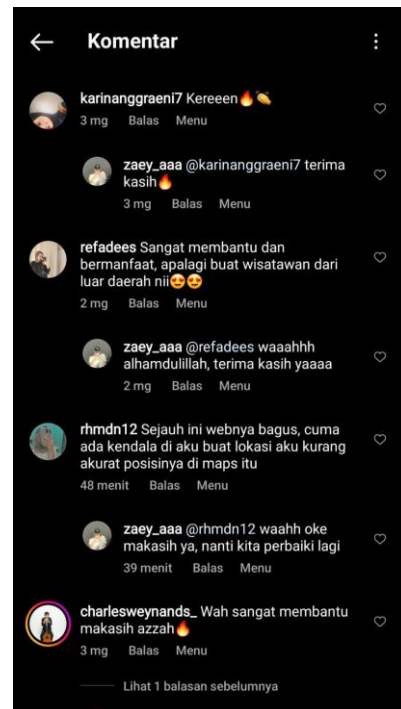 Komentar
karinanggraeni7 Kereeen🔥👏
3 mg Balas Menu
zaey_aaa @karinanggraeni7 terima
kasih🔥
3 mg Balas Menu
refadees Sangat membantu dan
bermanfaat, apalagi buat wisatawan dari
luar daerah nii😍😍
2 mg Balas Menu
zaey_aaa @refadees waaahhh
alhamdulillah, terima kasih yaaaa
2 mg Balas Menu
rhmdn12 Sejauh ini webnya bagus, cuma
ada kendala di aku buat lokasi aku kurang
akurat posisinya di maps itu
48 menit Balas Menu
zaey_aaa @rhmdn12 waahh oke
makasih ya, nanti kita perbaiki lagi
39 menit Balas Menu
charlesweynands_ Wah sangat membantu
makasih azzah🔥
3 mg Balas Menu
Lihat 1 balasan sebelumnya